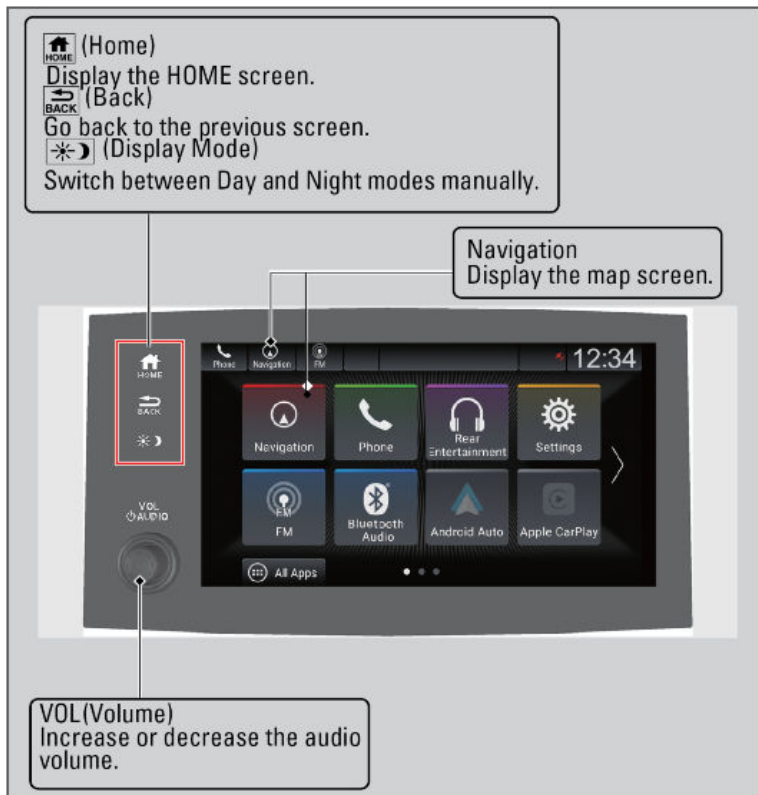 HOME (Home)
Display the HOME screen.
BACK (Back)
Go back to the previous screen.
(Display Mode)
Switch between Day and Night modes manually.
Navigation
Display the map screen.
HOME
BACK
VOL
AUDIO
Phone
Navigation
FM
12:34
Navigation
Phone
Rear
Entertainment
Settings
FM
FM
Bluetooth
Audio
Android Auto
Apple CarPlay
All Apps
VOL(Volume)
Increase or decrease the audio
volume.